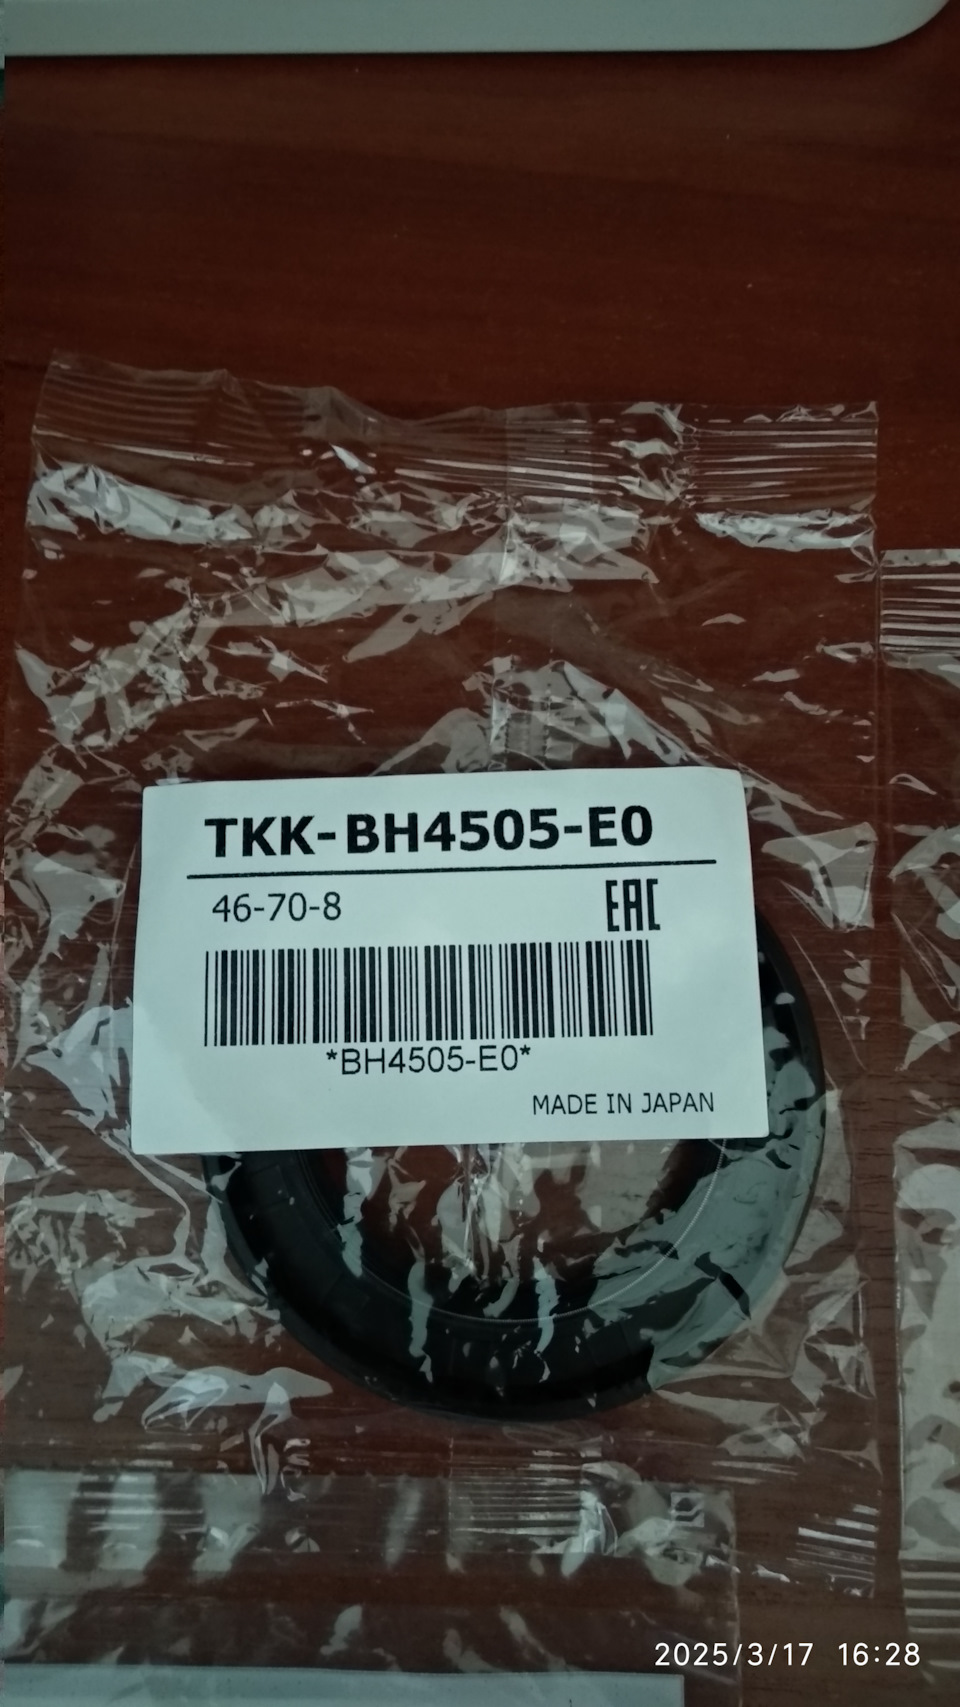 TKK-BH4505-E0
46-70-8
EAC
*BH4505-E0*
MADE IN JAPAN
2025/3/17 16:28